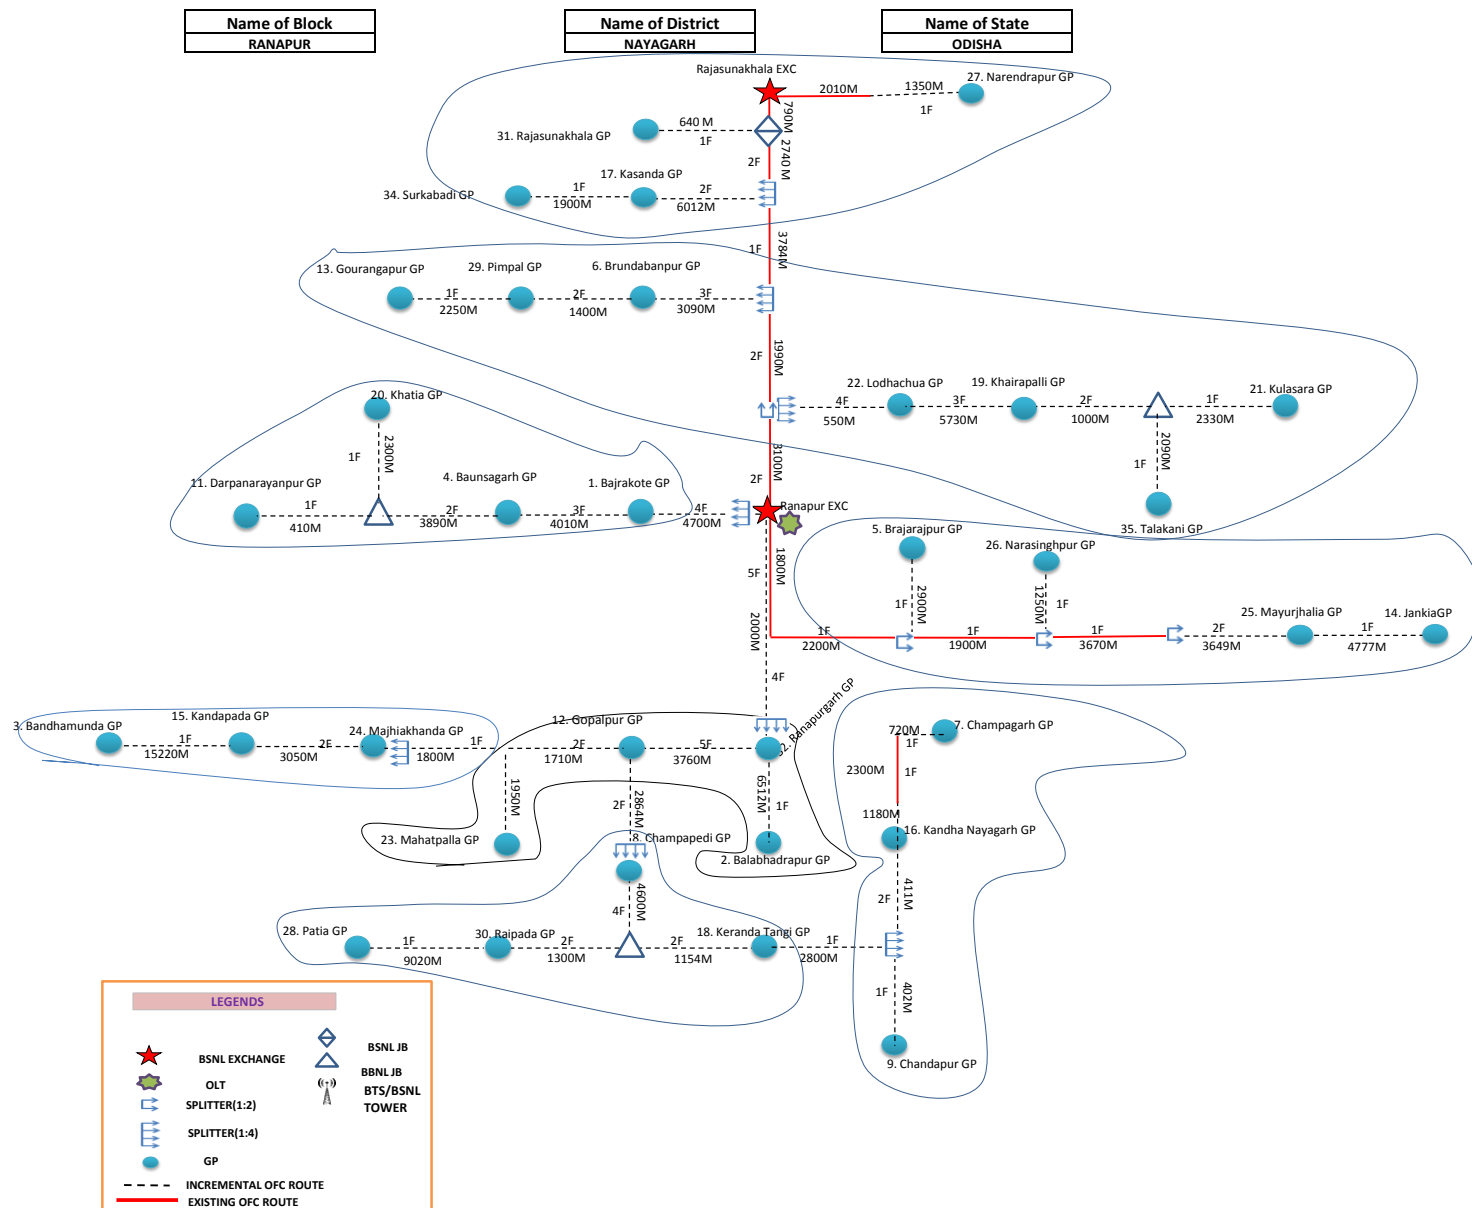 Name of Block
RANAPUR
Name of District
NAYAGARH
Name of State
ODISHA
Rajasunakhala EXC
2010M
1350M
27. Narendrapur GP
1F
790M
640 M
31. Rajasunakhala GP
1F
2F
2740 M
17. Kasanda GP
34. Surkabadi GP
1F
1900M
2F
6012M
1F
3784M
13. Gourangapur GP
29. Pimpal GP
6. Brundabanpur GP
1F
2250M
2F
1400M
3F
3090M
2F
1990M
22. Lodhachua GP
19. Khairapalli GP
21. Kulasara GP
4F
550M
3F
5730M
2F
1000M
1F
2330M
20. Khatia GP
1F
2300M
3100M
2F
1F
2090M
35. Talakani GP
11. Darpanarayanpur GP
4. Baunsagarh GP
1. Bajrakote GP
1F
410M
2F
3890M
3F
4010M
4F
4700M
Ranapur EXC
5. Brajarajpur GP
26. Narasinghpur GP
5F
1800M
2000M
1F
2900M
1250M
1F
25. Mayurjhalia GP
14. JankiaGP
1F
2200M
1F
1900M
1F
3670M
2F
3649M
1F
4777M
4F
3. Bandhamunda GP
15. Kandapada GP
24. Majhiakhanda GP
12. Gopalpur GP
32. Ranapurgarh GP
7. Champagarh GP
1F
15220M
2F
3050M
1F
1800M
2F
1710M
5F
3760M
720M
1F
2300M
1F
1950M
2F
2864M
6512M
1F
1180M
16. Kandha Nayagarh GP
23. Mahatpalla GP
8. Champapedi GP
2. Balabhadrapur GP
4600M
4F
411M
2F
28. Patia GP
30. Raipada GP
18. Keranda Tangi GP
1F
9020M
2F
1300M
2F
1154M
1F
2800M
1F
402M
9. Chandapur GP
LEGENDS
BSNL EXCHANGE
BSNL JB
OLT
BBNL JB
SPLITTER(1:2)
BTS/BSNL
TOWER
SPLITTER(1:4)
GP
INCREMENTAL OFC ROUTE
EXISTING OFC ROUTE